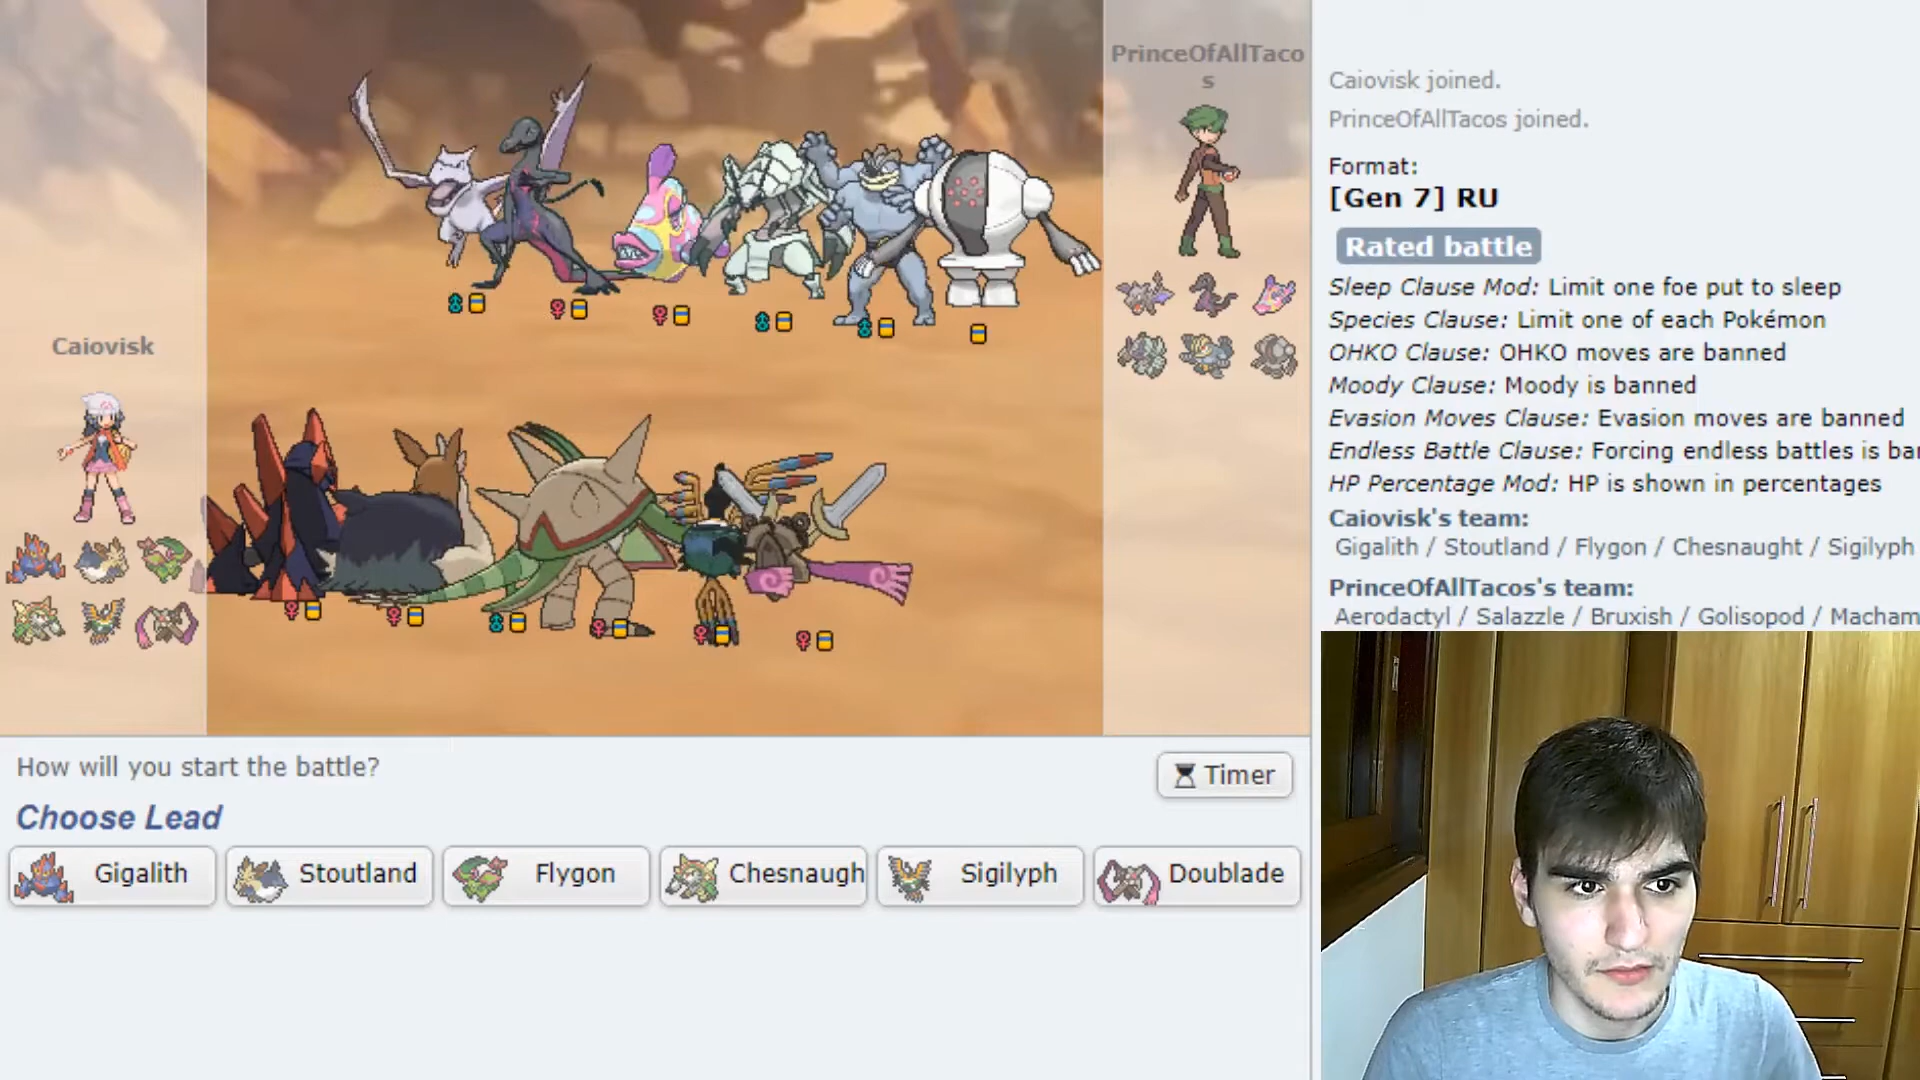 PrinceOfAllTaco
s
Caiovisk
How will you start the battle?
Timer
Choose Lead
Gigalith
Stoutland
Flygon
Chesnaugh
Sigilyph
Doublade
Caiovisk joined.
PrinceOfAllTacos joined.
Format:
[Gen 7] RU
Rated battle
Sleep Clause Mod: Limit one foe put to sleep
Species Clause: Limit one of each Pokémon
OHKO Clause: OHKO moves are banned
Moody Clause: Moody is banned
Evasion Moves Clause: Evasion moves are banned
Endless Battle Clause: Forcing endless battles is ban
HP Percentage Mod: HP is shown in percentages
Caiovisk's team:
Gigalith / Stoutland / Flygon / Chesnaught / Sigilyph
PrinceOfAllTacos's team:
Aerodactyl / Salazzle / Bruxish / Golisopod / Macham